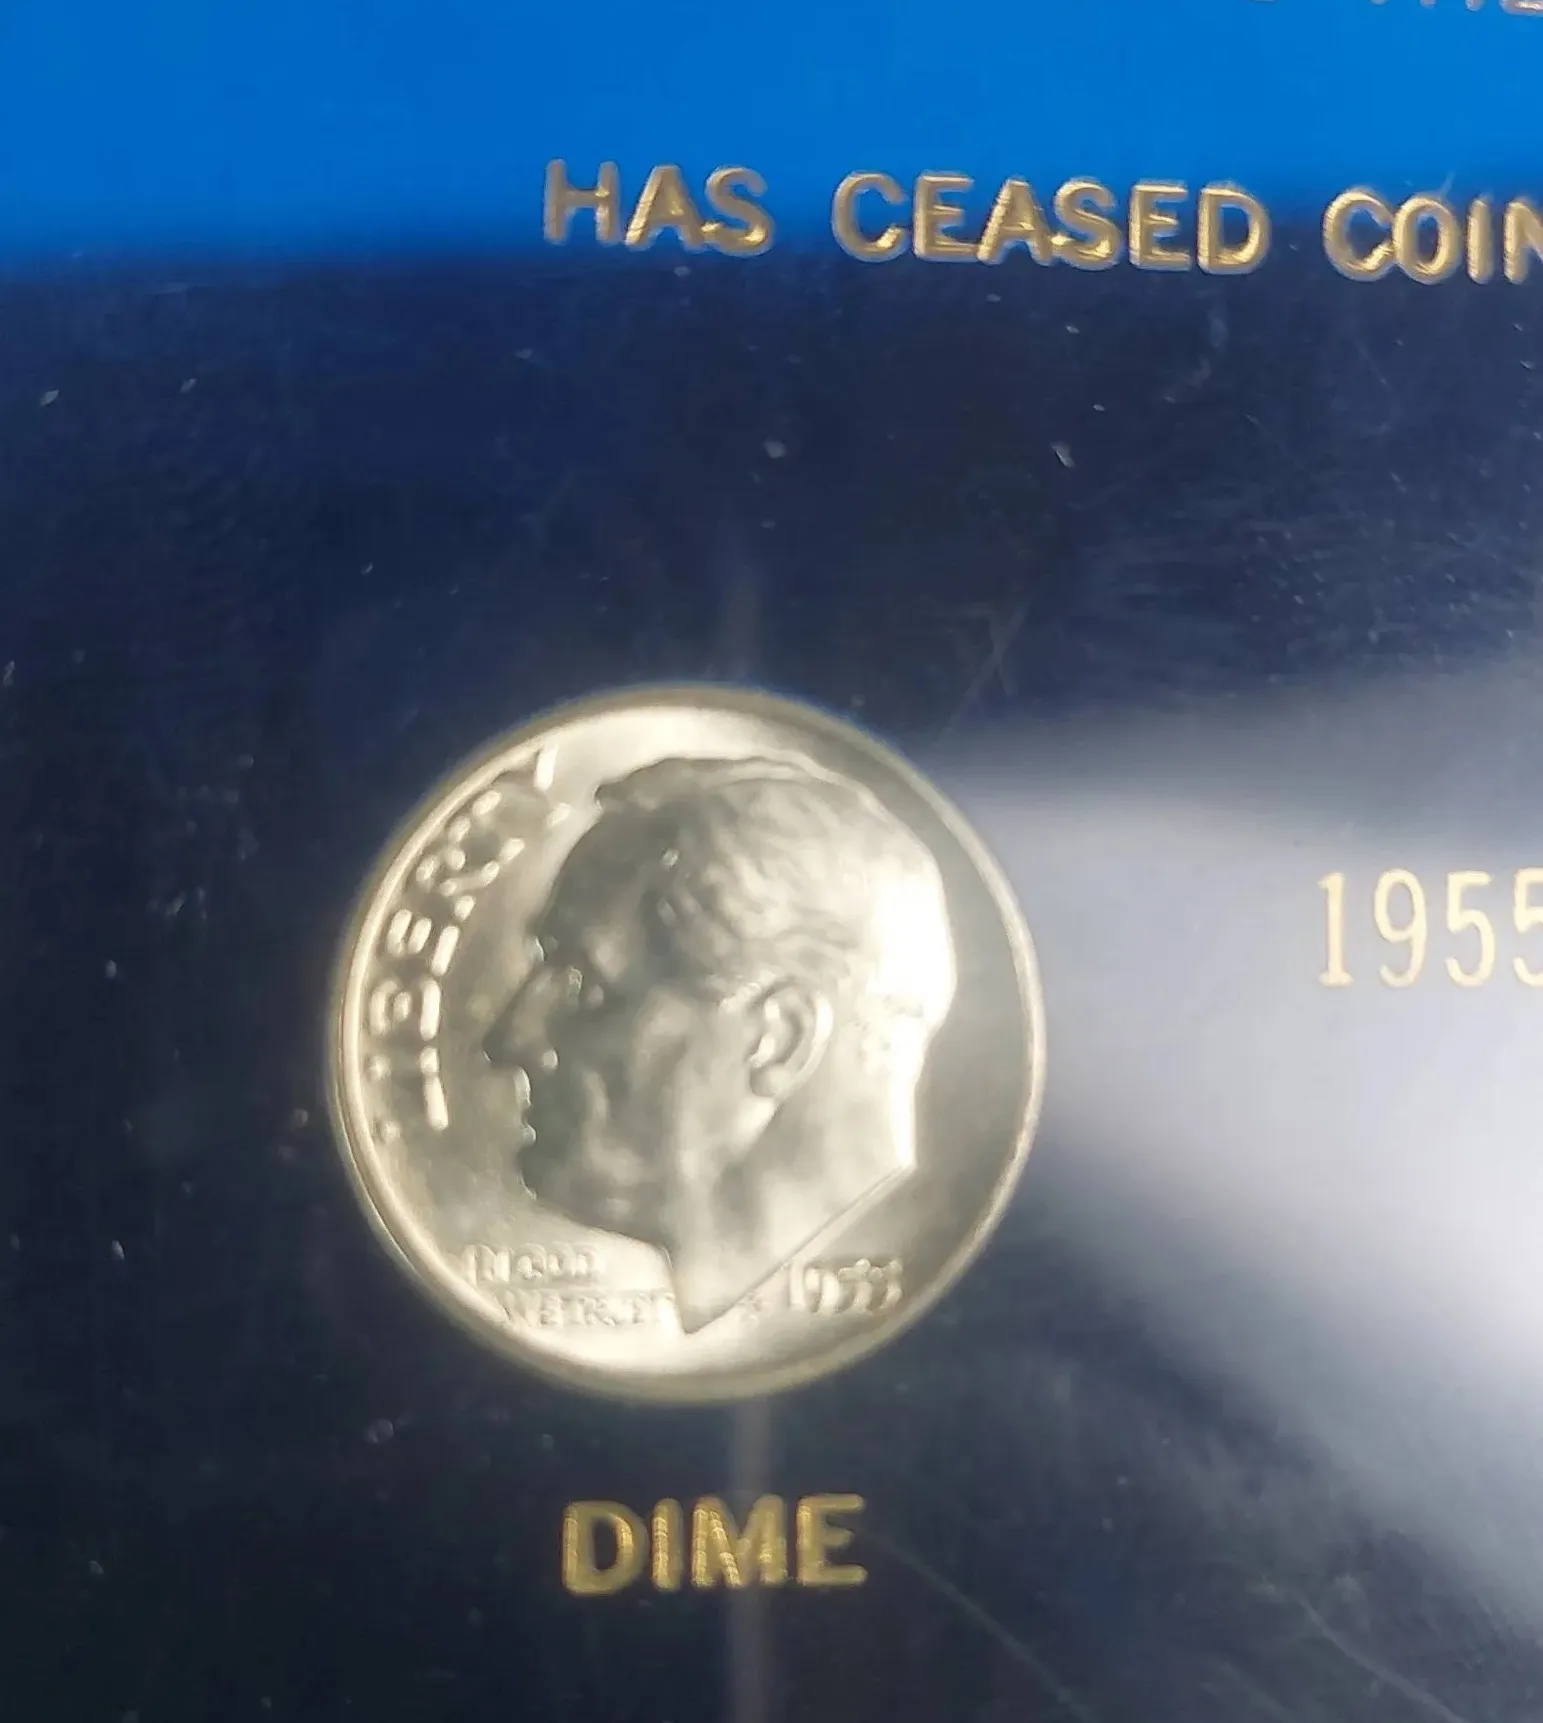 HAS CEASED COIN
LIBERTY
1955
IN GOD
WE TRUST
1955
DIME